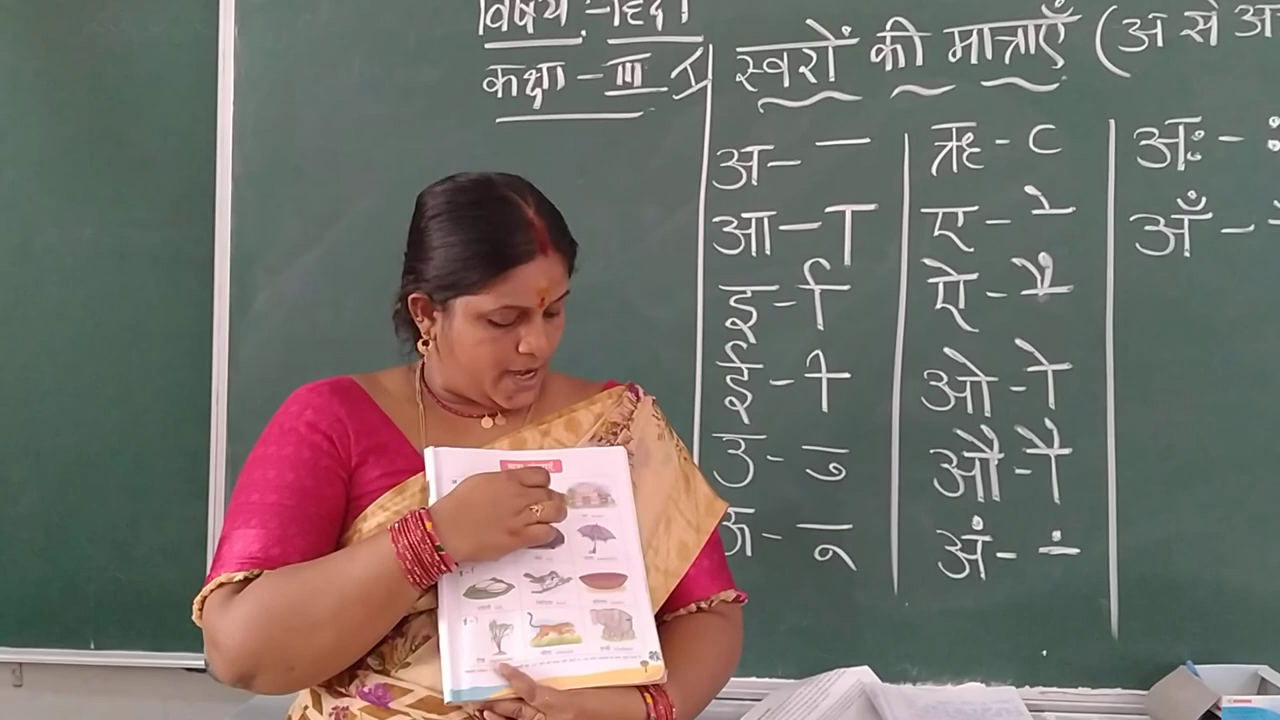 विषय :- हिंदी
कक्षा - III
स्वरों की मात्राएँ (अ से अ
अ -
आ - ा
इ - ि
ई - ी
उ - ु
ऊ - ू
ऋ - ृ
ए - े
ऐ - ै
ओ - ो
औ - ौ
अं - ं
अः - ः
अँ -